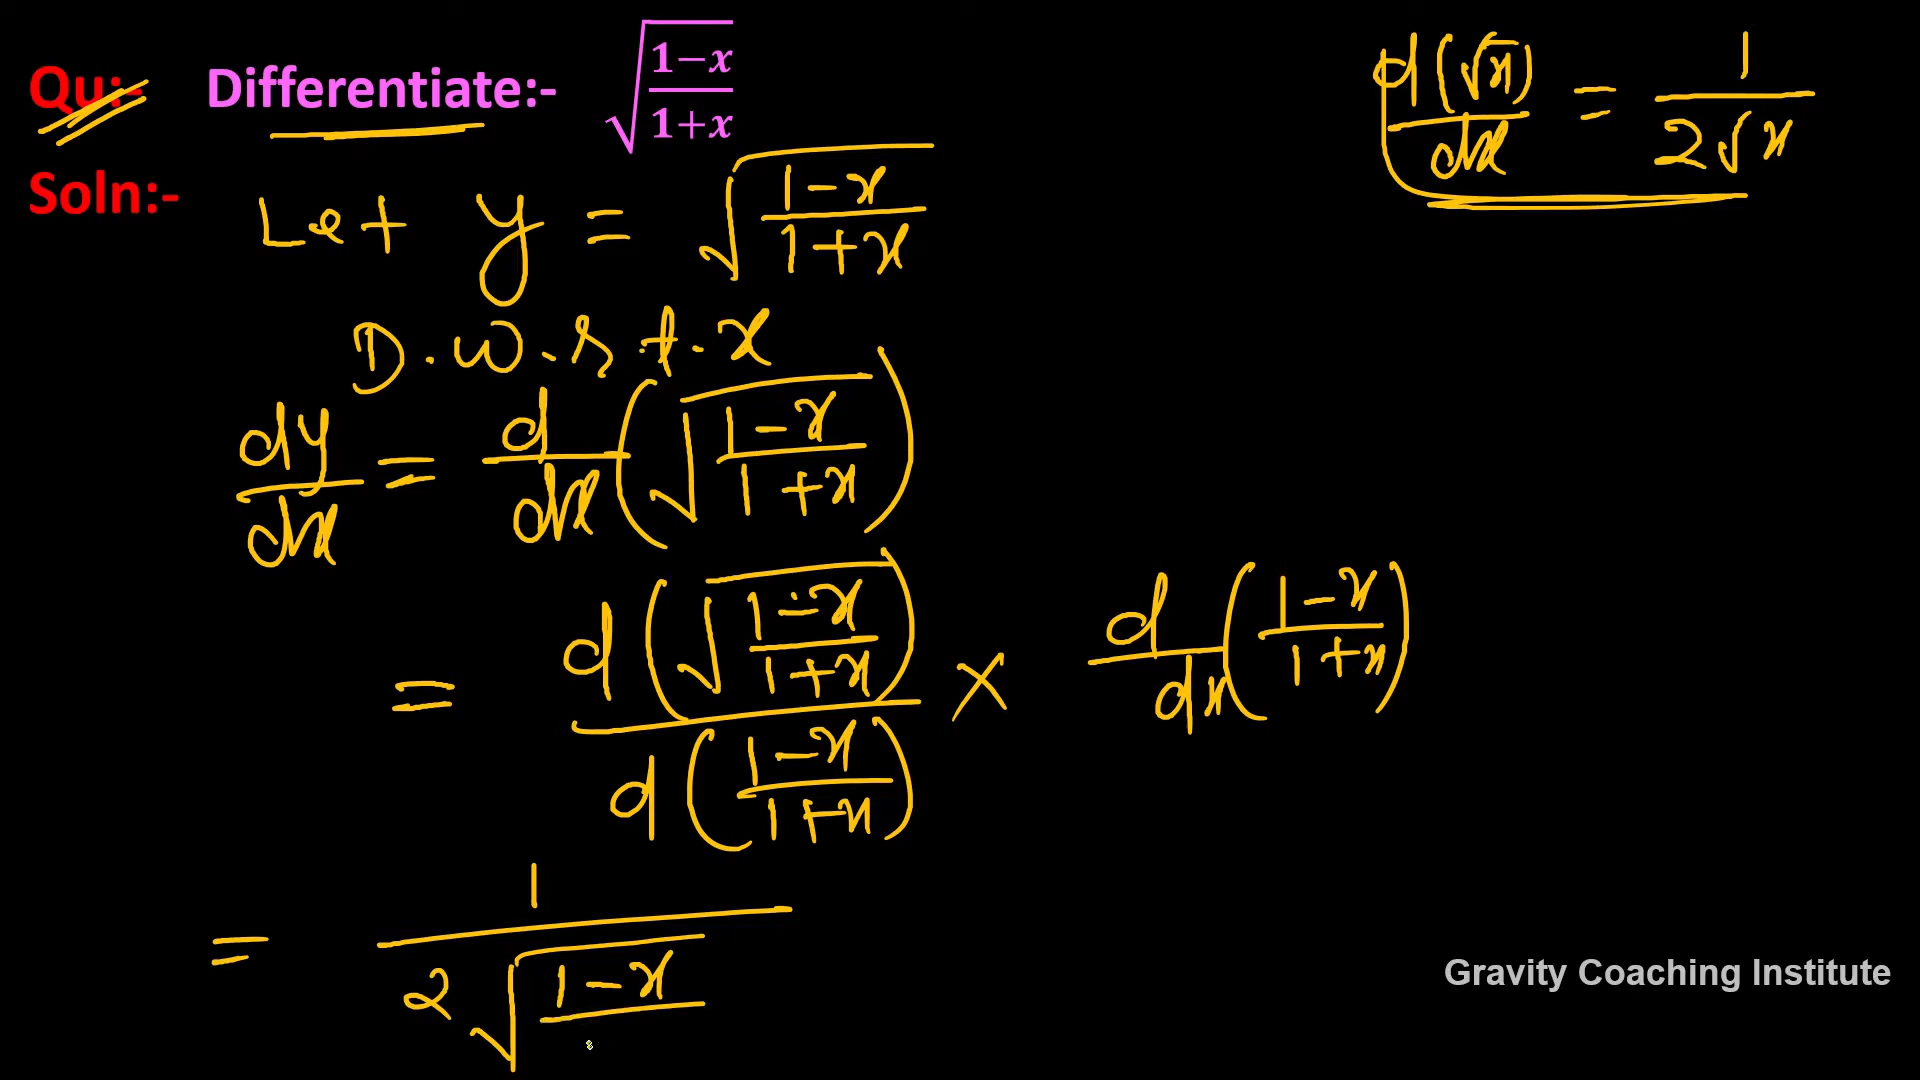 Qu:- Differentiate:- √((1−x)/(1+x))
d(√x)/dx = 1/(2√x)
Soln:- Let y = √((1-x)/(1+x))
D.w.r.t.x
dy/dx = d/dx(√((1-x)/(1+x)))
= d(√((1-x)/(1+x)))/d((1-x)/(1+x)) × d/dx((1-x)/(1+x))
= 1/2√(1-x)/
Gravity Coaching Institute